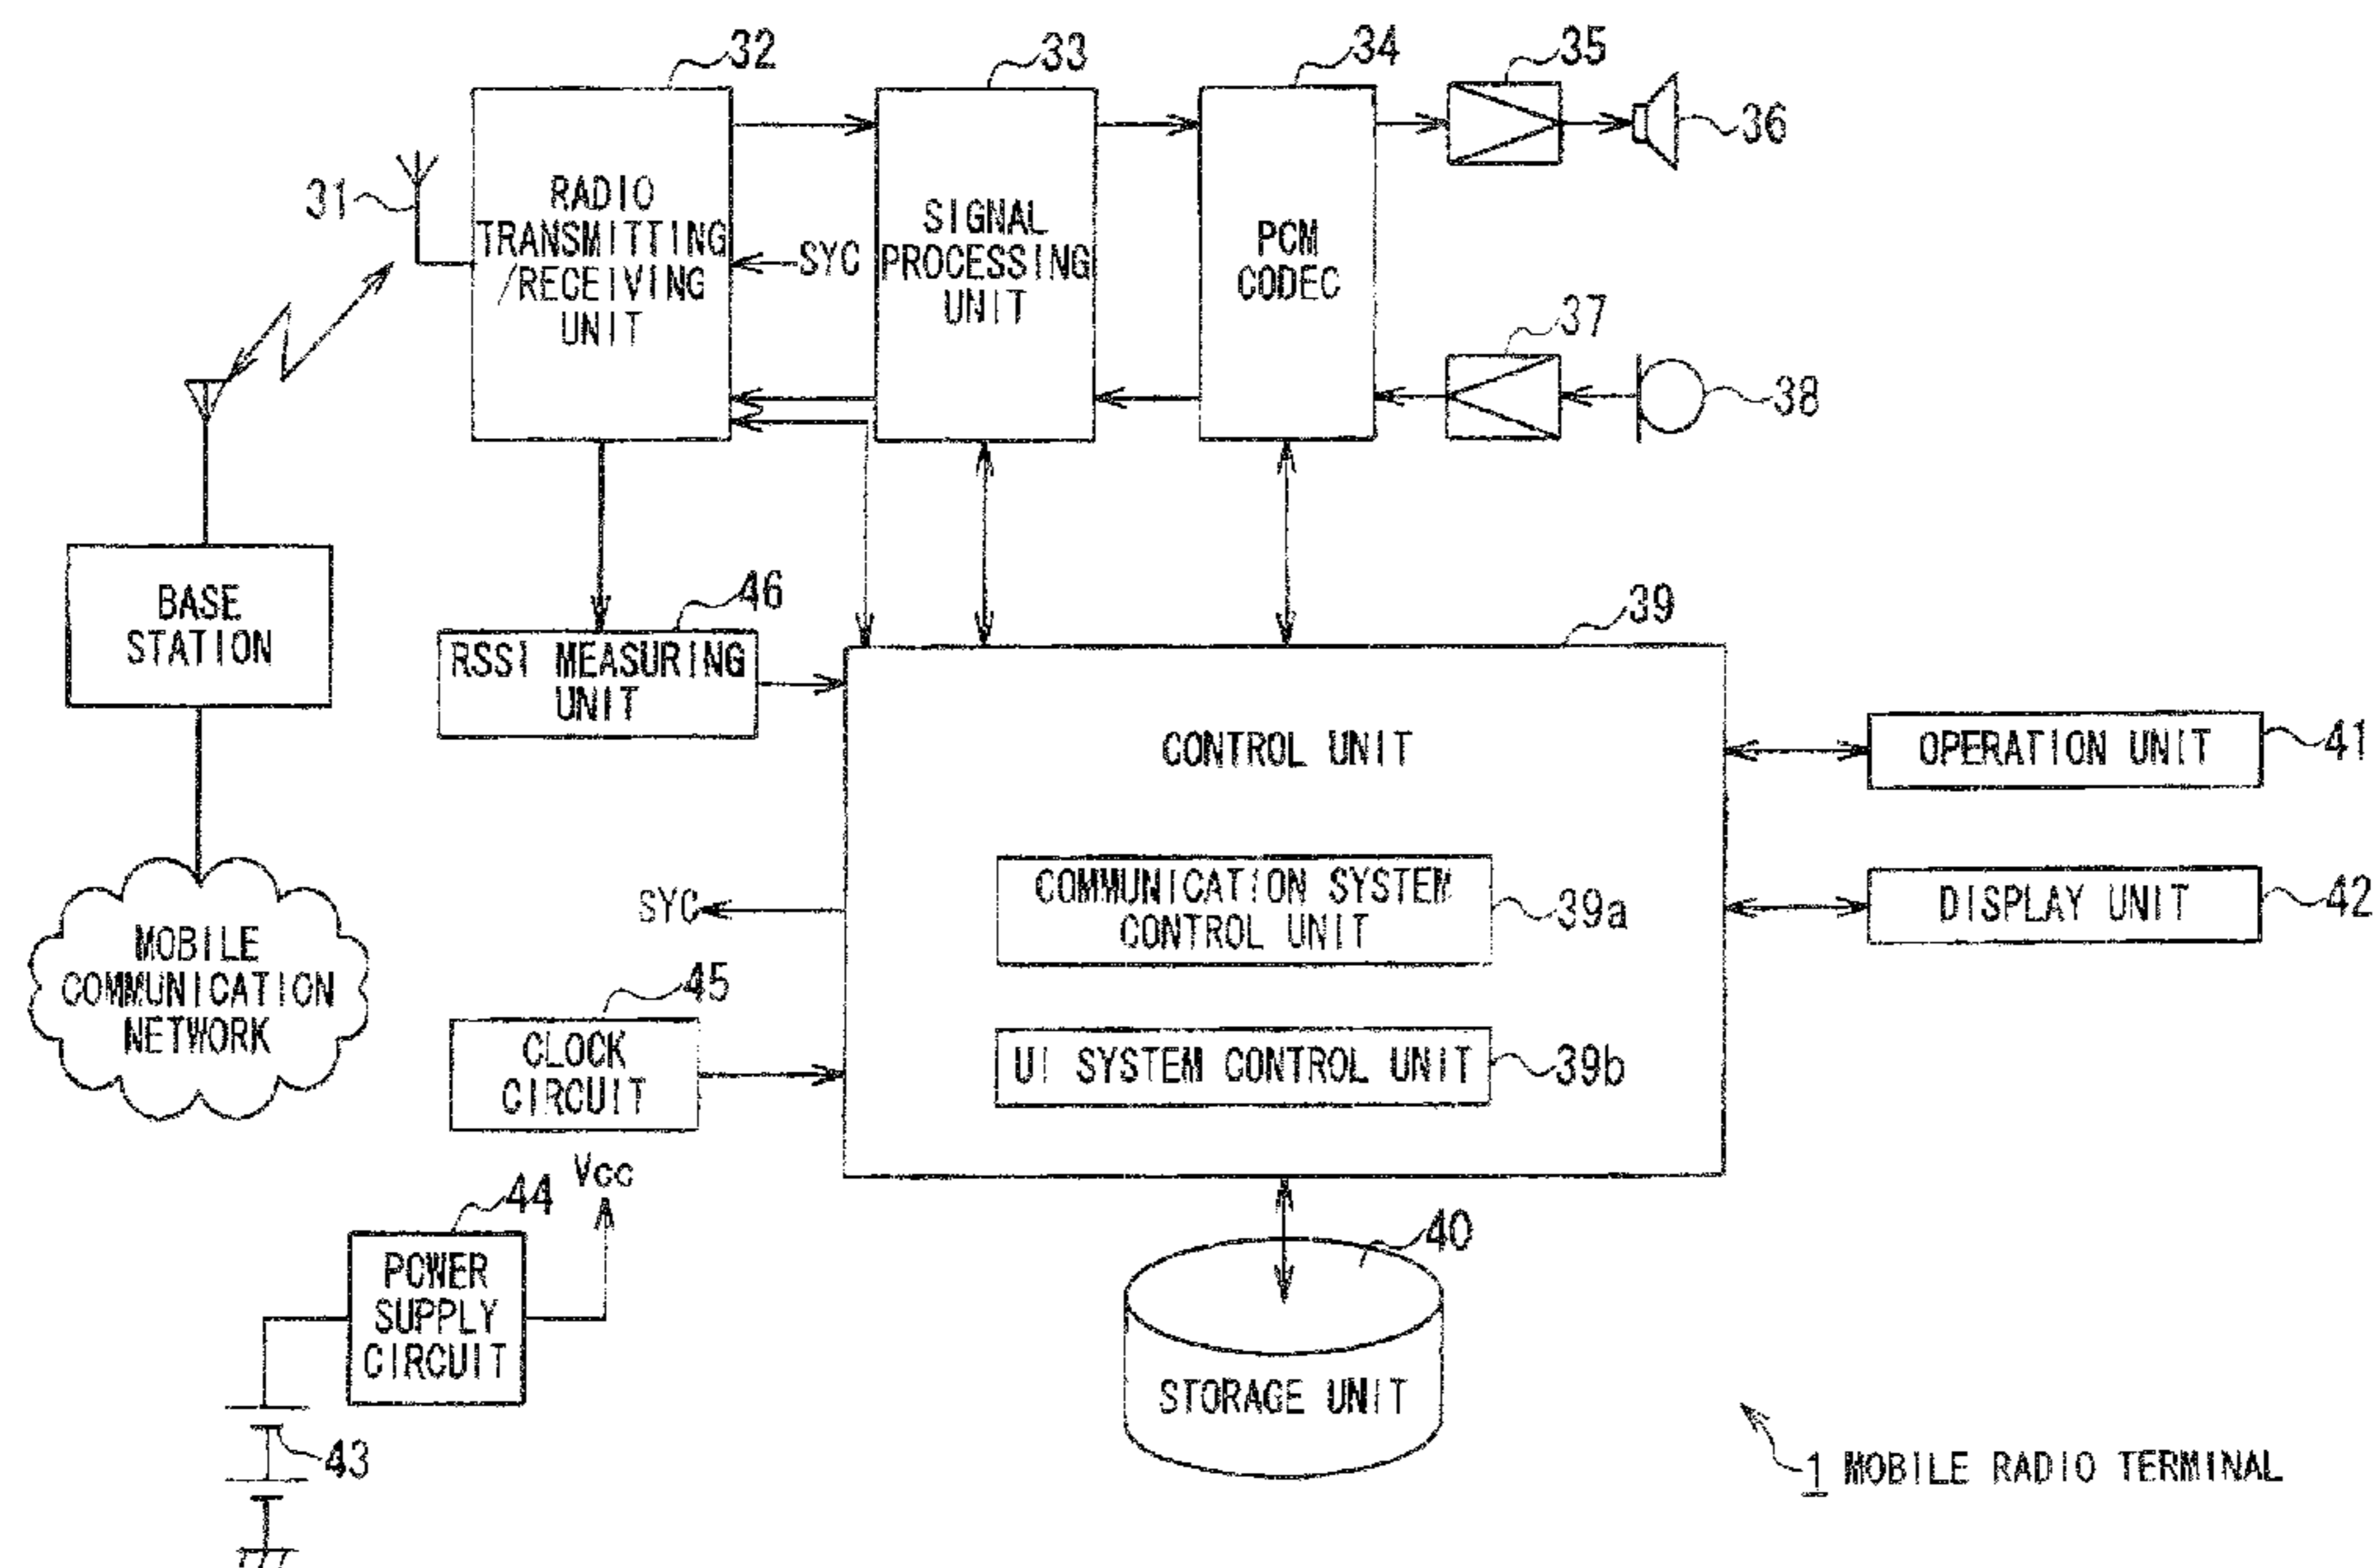 32
33
34
35
36
31
RADIO
TRANSMITTING
/RECEIVING
UNIT
SYC
SIGNAL
PROCESSING
UNIT
PCM
CODEC
37
38
BASE
STATION
46
RSSI MEASURING
UNIT
39
CONTROL UNIT
OPERATION UNIT
41
COMMUNICATION SYSTEM
CONTROL UNIT
39a
DISPLAY UNIT
42
SYC
MOBILE
COMMUNICATION
NETWORK
45
CLOCK
CIRCUIT
UI SYSTEM CONTROL UNIT
39b
Vcc
44
POWER
SUPPLY
CIRCUIT
40
STORAGE UNIT
43
1 MOBILE RADIO TERMINAL